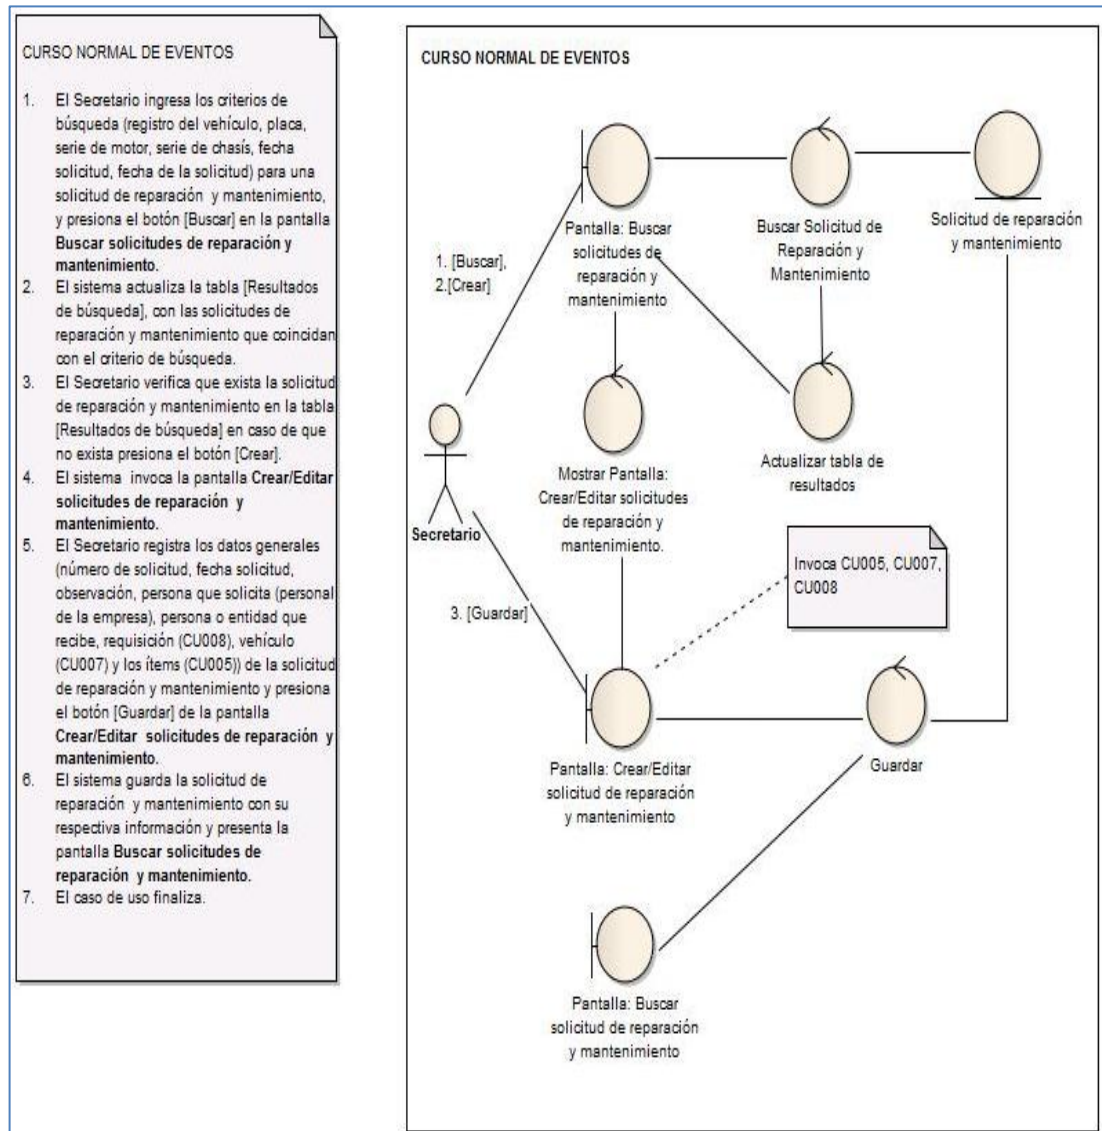 CURSO NORMAL DE EVENTOS
1. El Secretario ingresa los criterios de
búsqueda (registro del vehículo, placa,
serie de motor, serie de chasís, fecha
solicitud, fecha de la solicitud) para una
solicitud de reparación y mantenimiento,
y presiona el botón [Buscar] en la pantalla
Buscar solicitudes de reparación y
mantenimiento.
2. El sistema actualiza la tabla [Resultados
de búsqueda], con las solicitudes de
reparación y mantenimiento que coincidan
con el criterio de búsqueda.
3. El Secretario verifica que exista la solicitud
de reparación y mantenimiento en la tabla
[Resultados de búsqueda] en caso de que
no exista presiona el botón [Crear].
4. El sistema invoca la pantalla Crear/Editar
solicitudes de reparación y
mantenimiento.
5. El Secretario registra los datos generales
(número de solicitud, fecha solicitud,
observación, persona que solicita (personal
de la empresa), persona o entidad que
recibe, requisición (CU008), vehículo
(CU007) y los ítems (CU005)) de la solicitud
de reparación y mantenimiento y presiona
el botón [Guardar] de la pantalla
Crear/Editar solicitudes de reparación y
mantenimiento.
6. El sistema guarda la solicitud de
reparación y mantenimiento con su
respectiva información y presenta la
pantalla Buscar solicitudes de
reparación y mantenimiento.
7. El caso de uso finaliza.
CURSO NORMAL DE EVENTOS
Pantalla: Buscar
solicitudes de
reparación y
mantenimiento
Buscar Solicitud de
Reparación y
Mantenimiento
Solicitud de reparación
y mantenimiento
1. [Buscar],
2.[Crear]
Secretario
Mostrar Pantalla:
Crear/Editar solicitudes
de reparación y
mantenimiento.
Actualizar tabla de
resultados
Invoca CU005, CU007,
CU008
3. [Guardar]
Pantalla: Crear/Editar
solicitud de reparación
y mantenimiento
Guardar
Pantalla: Buscar
solicitud de reparación
y mantenimiento